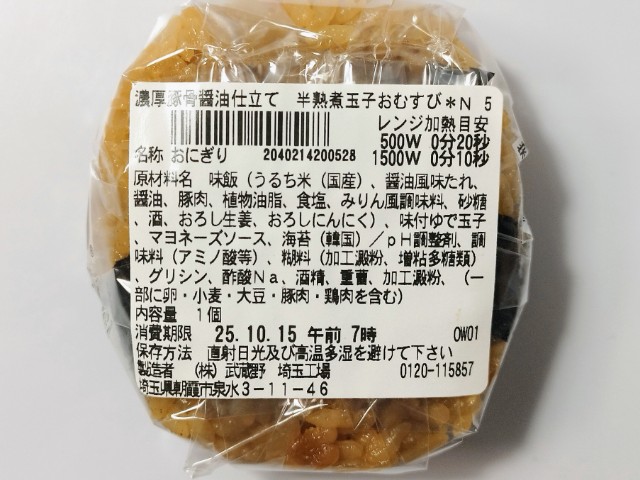 濃厚豚骨醤油仕立て 半熟煮玉子おむすび＊N 5
レンジ加熱目安
500W 0分20秒
名称 おにぎり 2040214200528 1500W 0分10秒
原材料名 味飯（うるち米（国産）、醤油風味たれ、
醤油、豚肉、植物油脂、食塩、みりん風調味料、砂糖
、酒、おろし生姜、おろしにんにく）、味付ゆで玉子
、マヨネーズソース、海苔（韓国）／pH調整剤、調
味料（アミノ酸等）、糊料（加工澱粉、増粘多糖類）
、グリシン、酢酸Na、酒精、重曹、加工澱粉、（一
部に卵・小麦・大豆・豚肉・鶏肉を含む）
内容量 1個
消費期限 25.10.15 午前 7時 OW01
保存方法 直射日光及び高温多湿を避けて下さい
製造者 （株）武蔵野 埼玉工場 0120-115857
埼玉県朝霞市泉水3－11－46